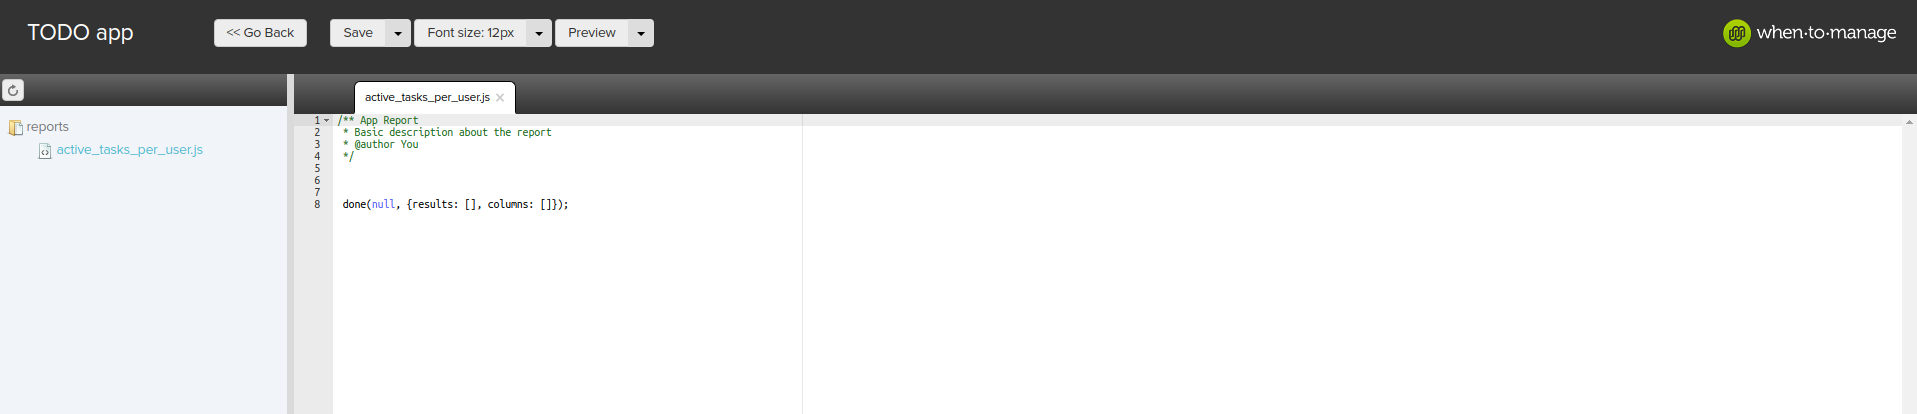 TODO app
<< Go Back
Save
Font size: 12px
Preview
when·to·manage
reports
active_tasks_per_user.js
active_tasks_per_user.js ×
1 /** App Report
2 * Basic description about the report
3 * @author You
4 */
5
6
7
8 done(null, {results: [], columns: []});